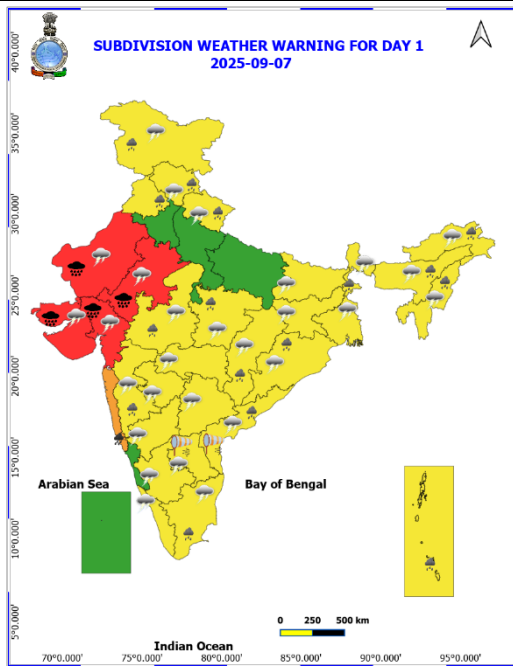 SUBDIVISION WEATHER WARNING FOR DAY 1
2025-09-07
40°0.000'
35°0.000'
30°0.000'
25°0.000'
20°0.000'
15°0.000'
10°0.000'
5°0.000'
Arabian Sea
Bay of Bengal
0 250 500 km
Indian Ocean
70°0.000' 75°0.000' 80°0.000' 85°0.000' 90°0.000' 95°0.000'